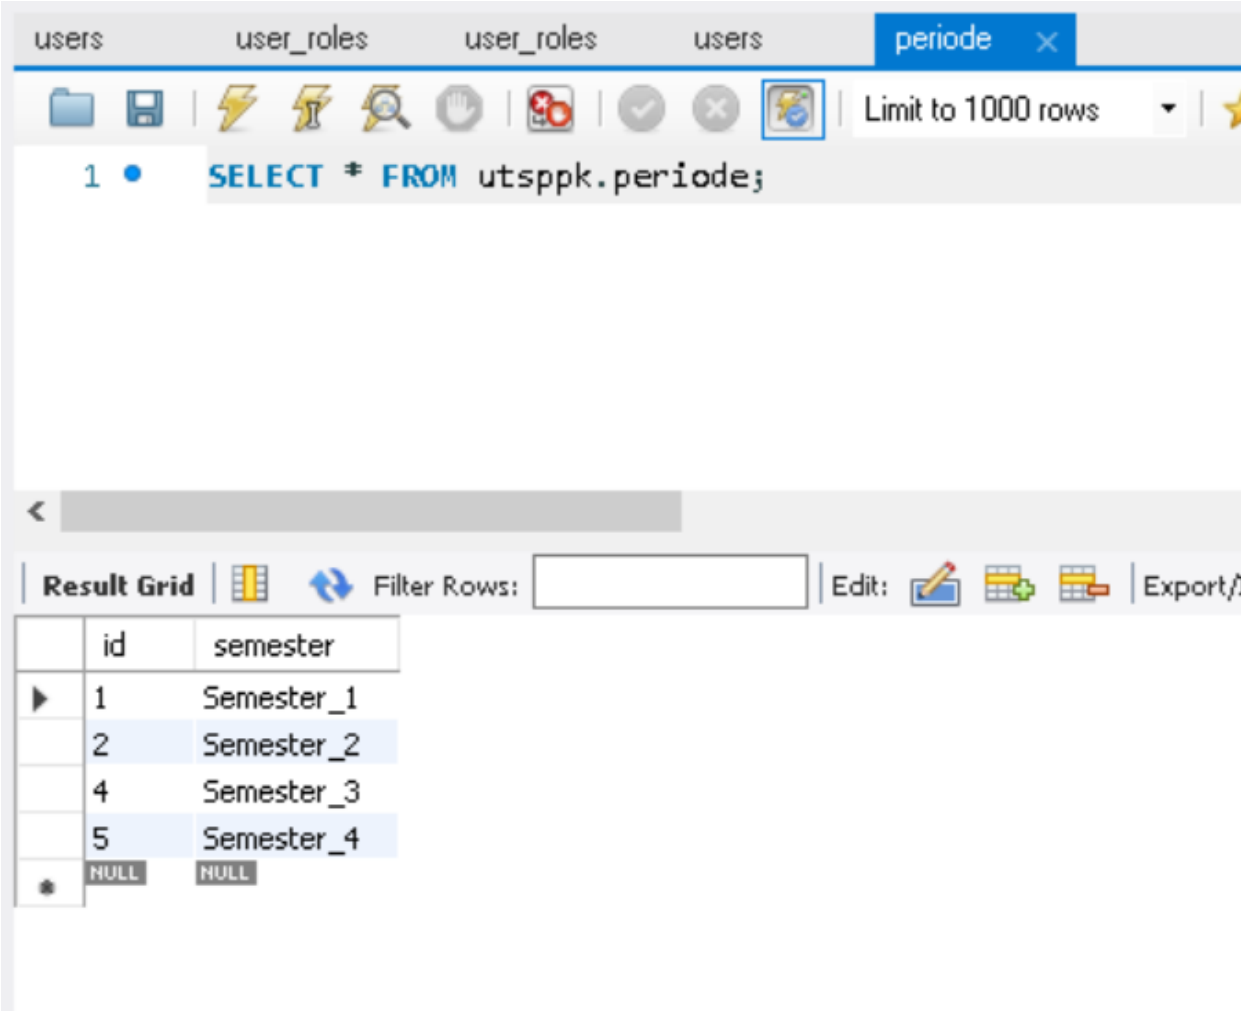 users user_roles user_roles users periode
Limit to 1000 rows
1 SELECT * FROM utsppk.periode;
Result Grid Filter Rows: Edit: Export/
id semester
1 Semester_1
2 Semester_2
4 Semester_3
5 Semester_4
NULL NULL